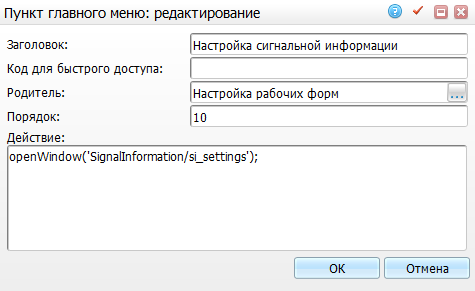 Пункт главного меню: редактирование
Заголовок: Настройка сигнальной информации
Код для быстрого доступа:
Родитель: Настройка рабочих форм ...
Порядок: 10
Действие:
openWindow('SignalInformation/si_settings');
OK Отмена